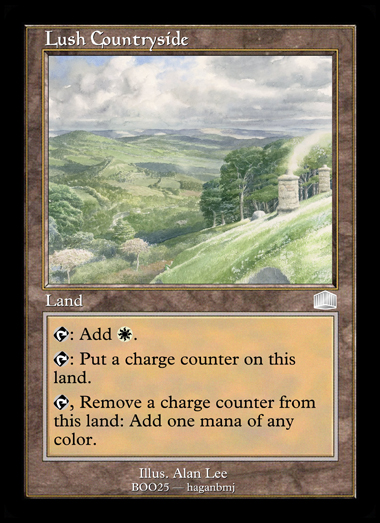 Lush Countryside
Land
: Add .
: Put a charge counter on this
land.
, Remove a charge counter from
this land: Add one mana of any
color.
Illus. Alan Lee
BOO25 — haganbmj